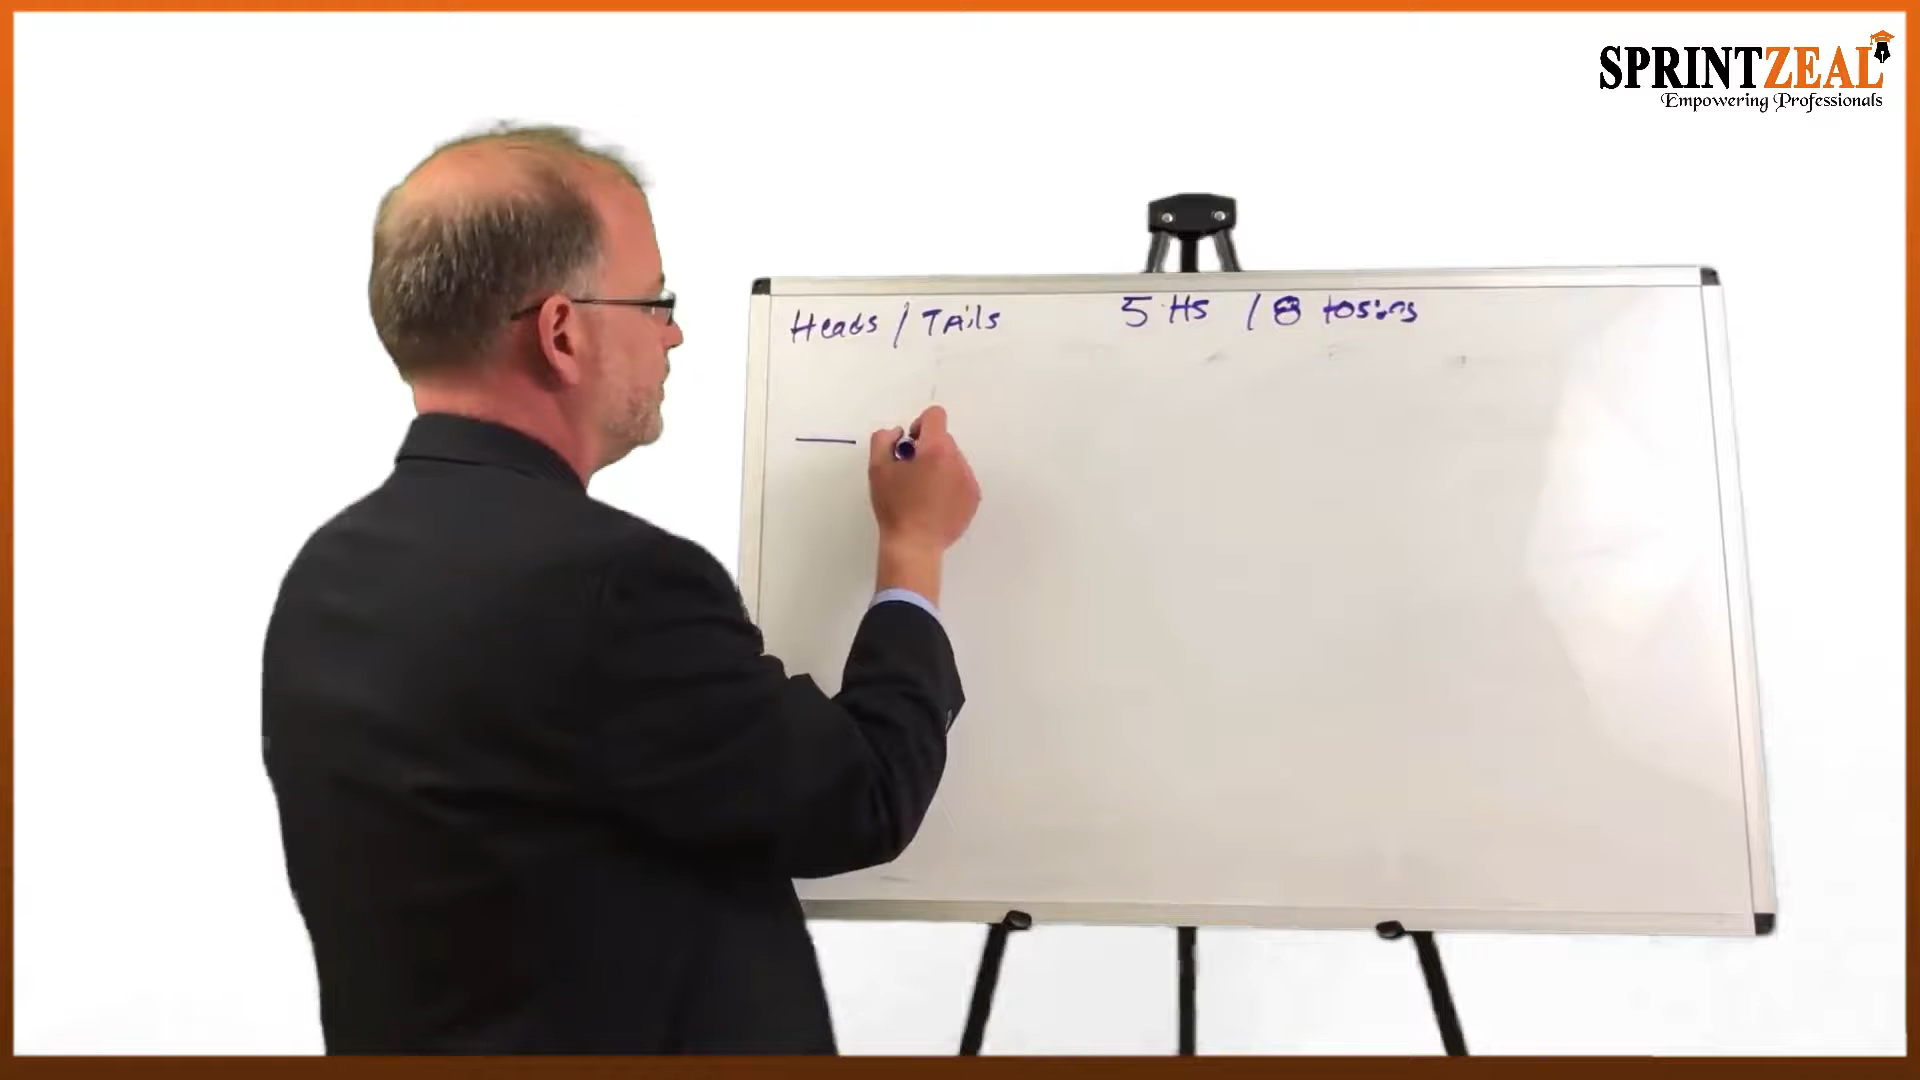 SPRINTZEAL
Empowering Professionals
Heads / TAils 5 Hs / 8 tosses